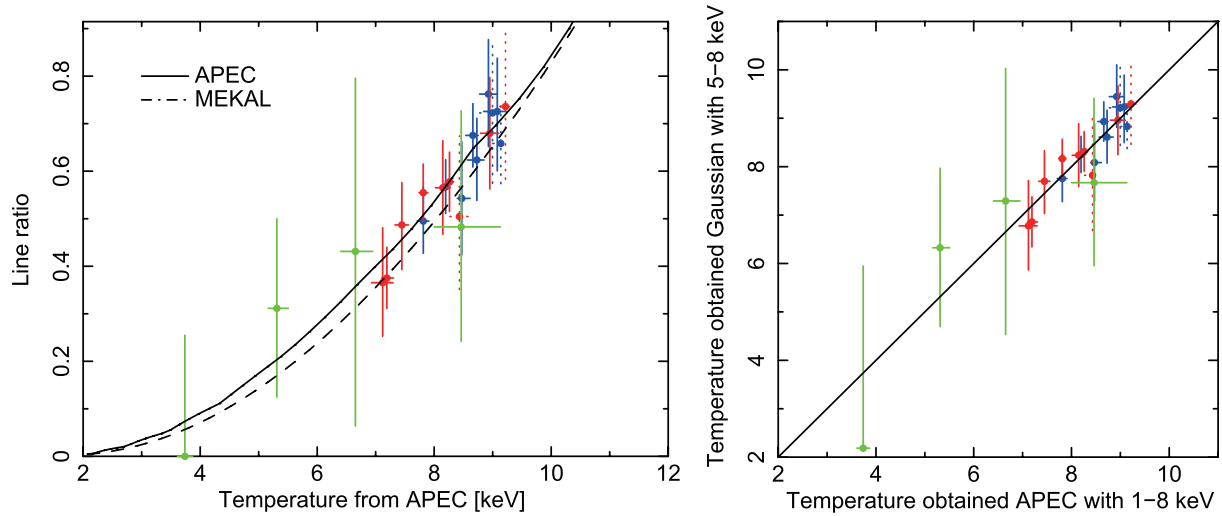 APEC
MEKAL
Line ratio
0 0.2 0.4 0.6 0.8
2 4 6 8 10 12
Temperature from APEC [keV]
Temperature obtained Gaussian with 5−8 keV
2 4 6 8 10
2 4 6 8 10
Temperature obtained APEC with 1−8 keV